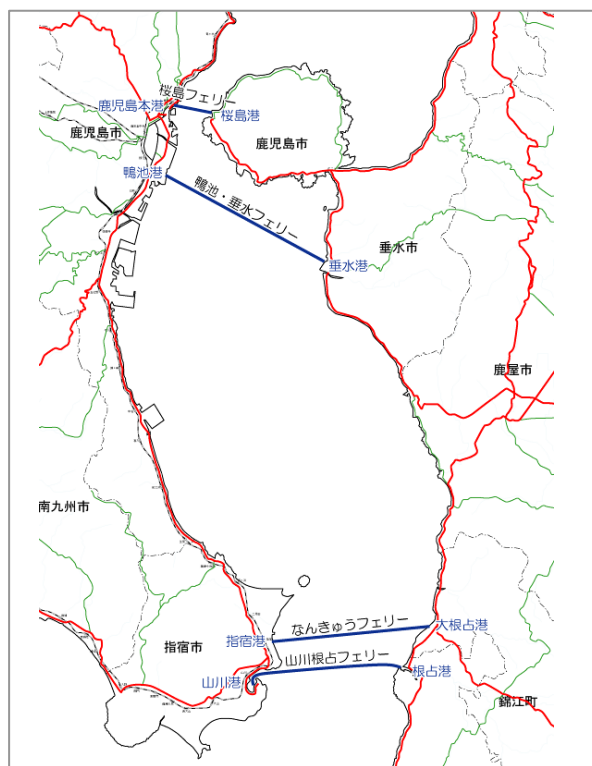 桜島フェリー
鹿児島本港
桜島港
鹿児島市
鹿児島市
鴨池港
鴨池・垂水フェリー
垂水市
垂水港
鹿屋市
南九州市
なんきゅうフェリー
大根占港
指宿港
指宿市
山川根占フェリー
根占港
山川港
錦江町